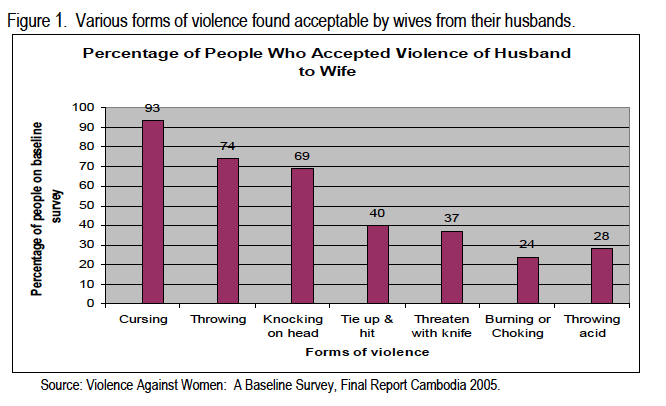 Figure 1. Various forms of violence found acceptable by wives from their husbands.
Percentage of People Who Accepted Violence of Husband
to Wife
Percentage of people on baseline
survey
100
90
80
70
60
50
40
30
20
10
0
93
74
69
40
37
24
28
Cursing
Throwing
Knocking
on head
Tie up &
hit
Threaten
with knife
Burning or
Choking
Throwing
acid
Forms of violence
Source: Violence Against Women: A Baseline Survey, Final Report Cambodia 2005.